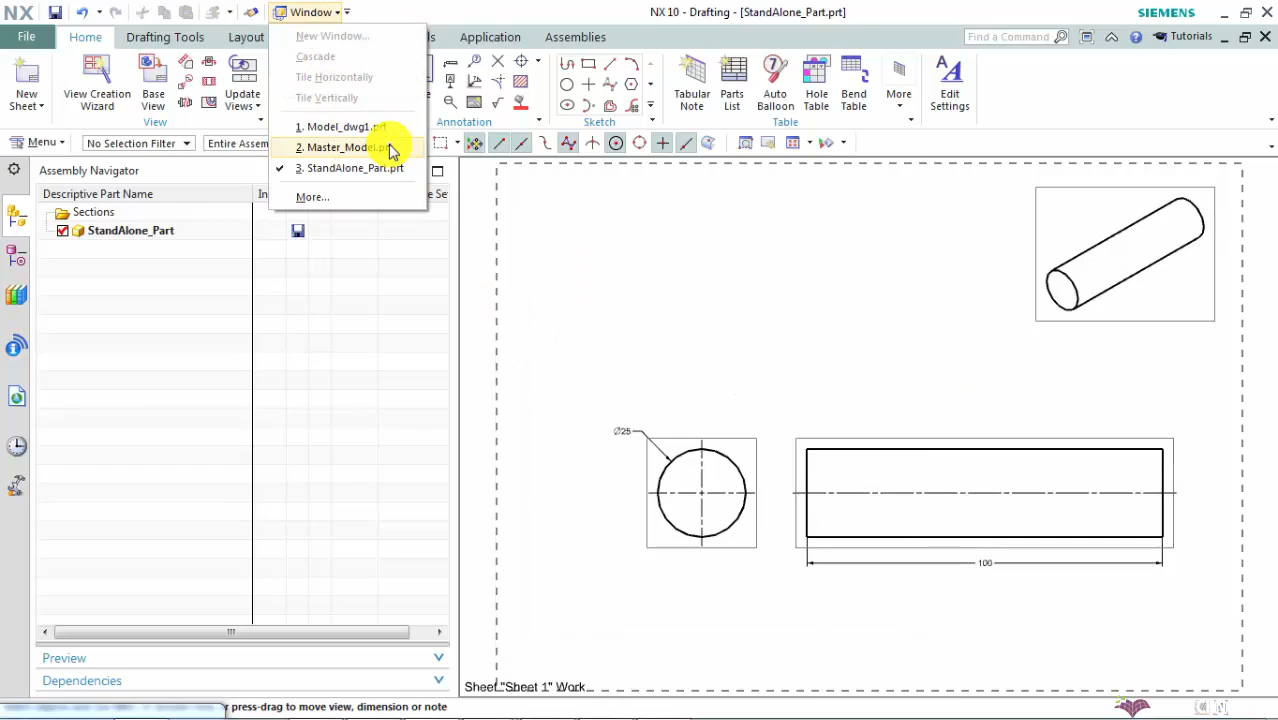 NX
Window
NX 10 - Drafting - [StandAlone_Part.prt]
SIEMENS
File
Home
Drafting Tools
Layout
Application
Assemblies
Find a Command
Tutorials
New Window...
Cascade
Tile Horizontally
Tile Vertically
1. Model_dwg1.prt
2. Master_Model.prt
3. StandAlone_Part.prt
More...
New
Sheet
View Creation
Wizard
Base
View
Update
Views
View
Annotation
Sketch
Tabular
Note
Parts
List
Auto
Balloon
Hole
Table
Bend
Table
Table
More
Edit
Settings
Menu
No Selection Filter
Entire Assem
Assembly Navigator
Descriptive Part Name
In
e Se
Sections
StandAlone_Part
Ø25
100
Preview
Dependencies
Sheet "Sheet 1" Work
or press-drag to move view, dimension or note